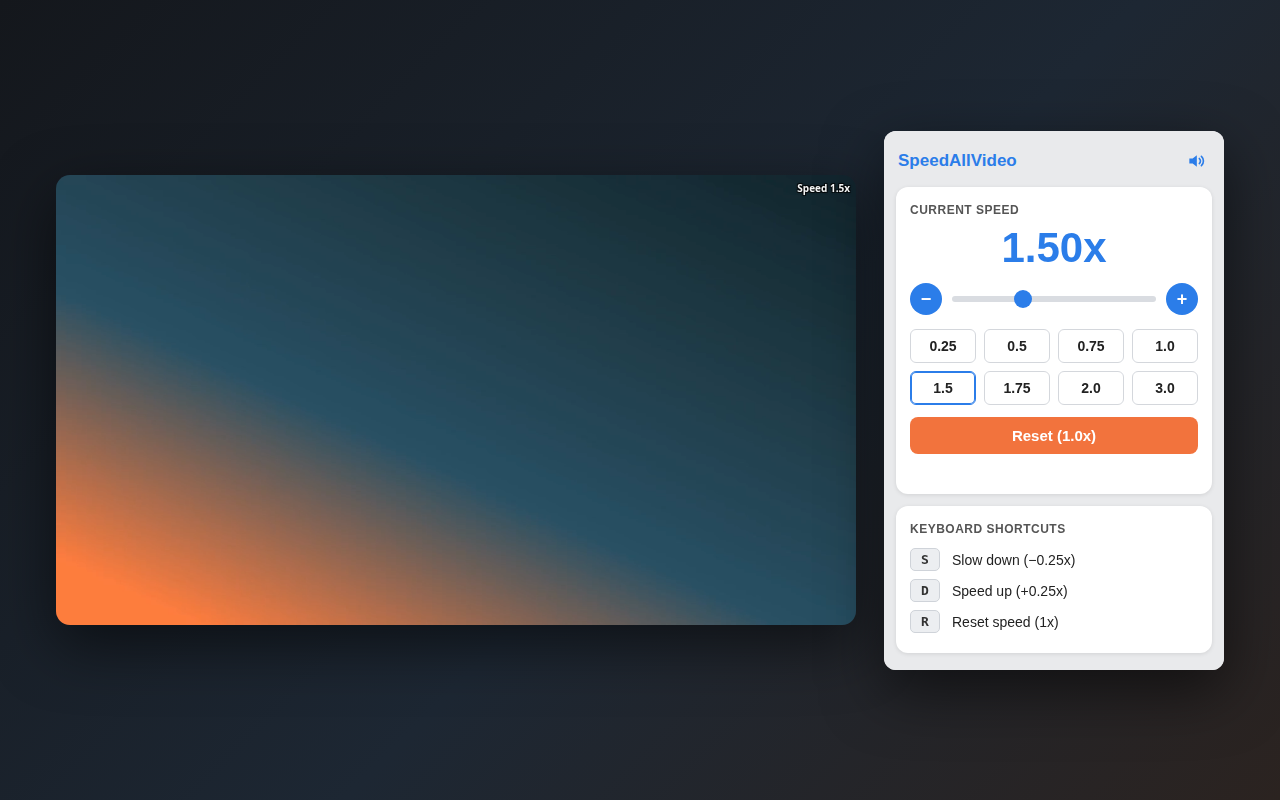 Speed 1.5x
SpeedAllVideo
CURRENT SPEED
1.50x
− +
0.25 0.5 0.75 1.0
1.5 1.75 2.0 3.0
Reset (1.0x)
KEYBOARD SHORTCUTS
S Slow down (−0.25x)
D Speed up (+0.25x)
R Reset speed (1x)